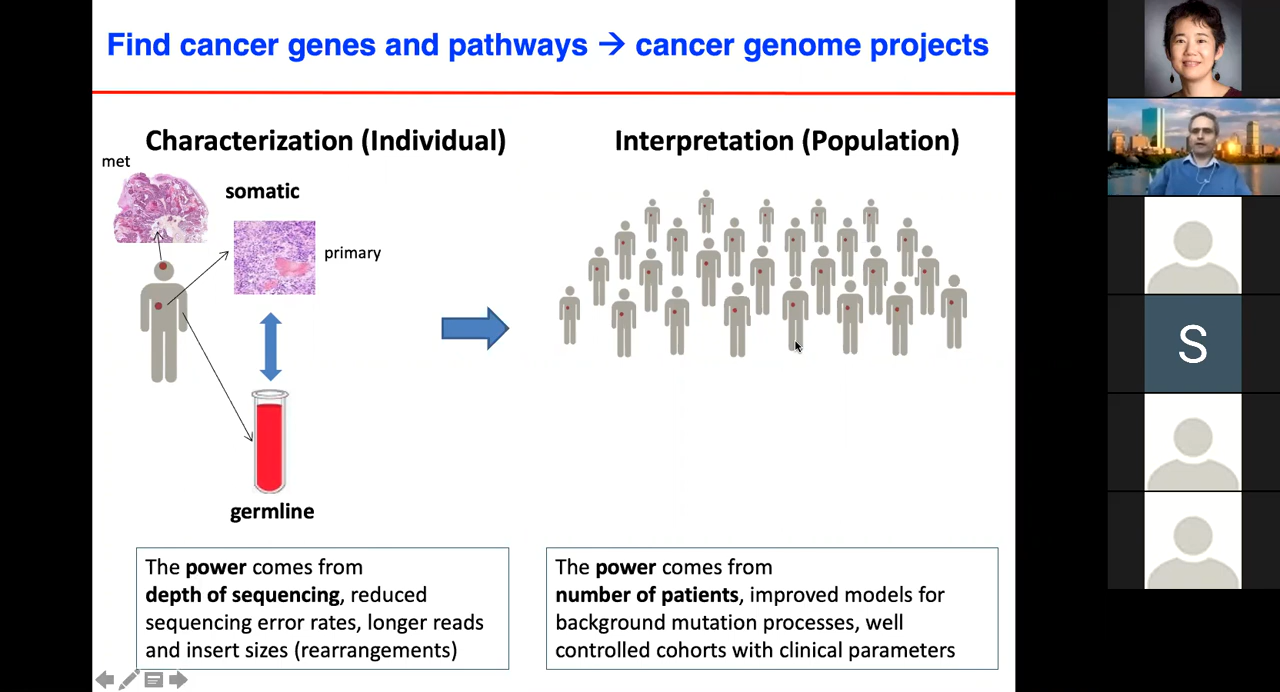 Find cancer genes and pathways → cancer genome projects
Characterization (Individual)
met
somatic
primary
germline
The power comes from
depth of sequencing, reduced
sequencing error rates, longer reads
and insert sizes (rearrangements)
Interpretation (Population)
The power comes from
number of patients, improved models for
background mutation processes, well
controlled cohorts with clinical parameters
S